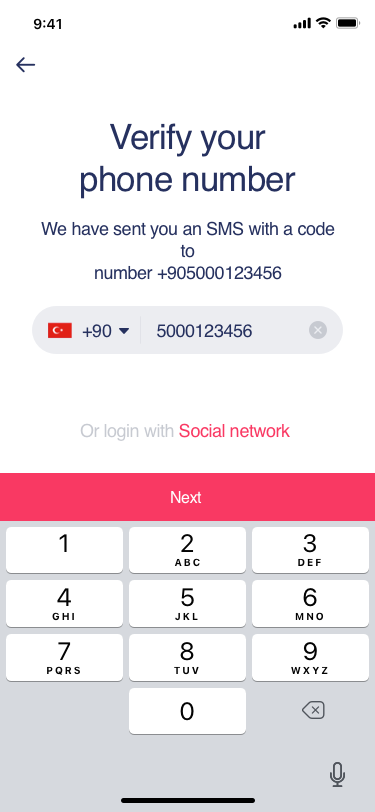 9:41
Verify your
phone number
We have sent you an SMS with a code
to
number +905000123456
+90 5000123456
Or login with Social network
Next
1 2 3
ABC DEF
4 5 6
GHI JKL MNO
7 8 9
PQRS TUV WXYZ
0